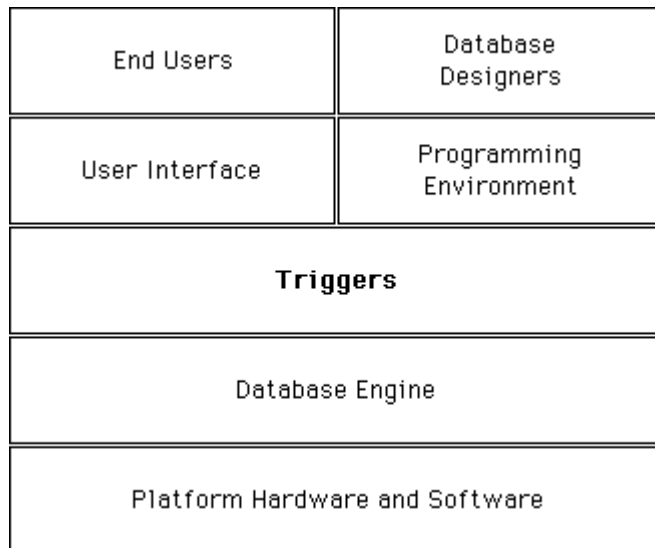 End Users
Database
Designers
User Interface
Programming
Environment
Triggers
Database Engine
Platform Hardware and Software